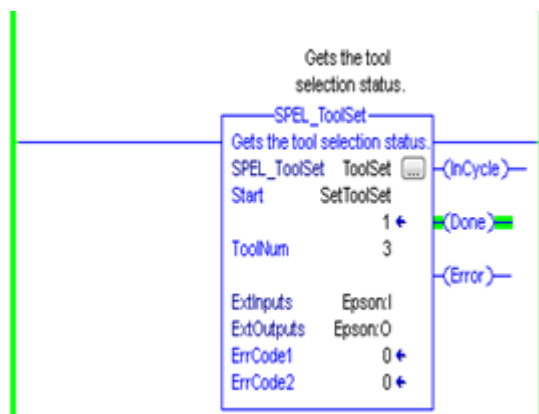 Gets the tool
selection status.
SPEL_ToolSet
Gets the tool selection status.
SPEL_ToolSet ToolSet ...
(InCycle)
Start SetToolSet
1
(Done)
ToolNum 3
(Error)
ExtInputs Epson:I
ExtOutputs Epson:O
ErrCode1 0
ErrCode2 0